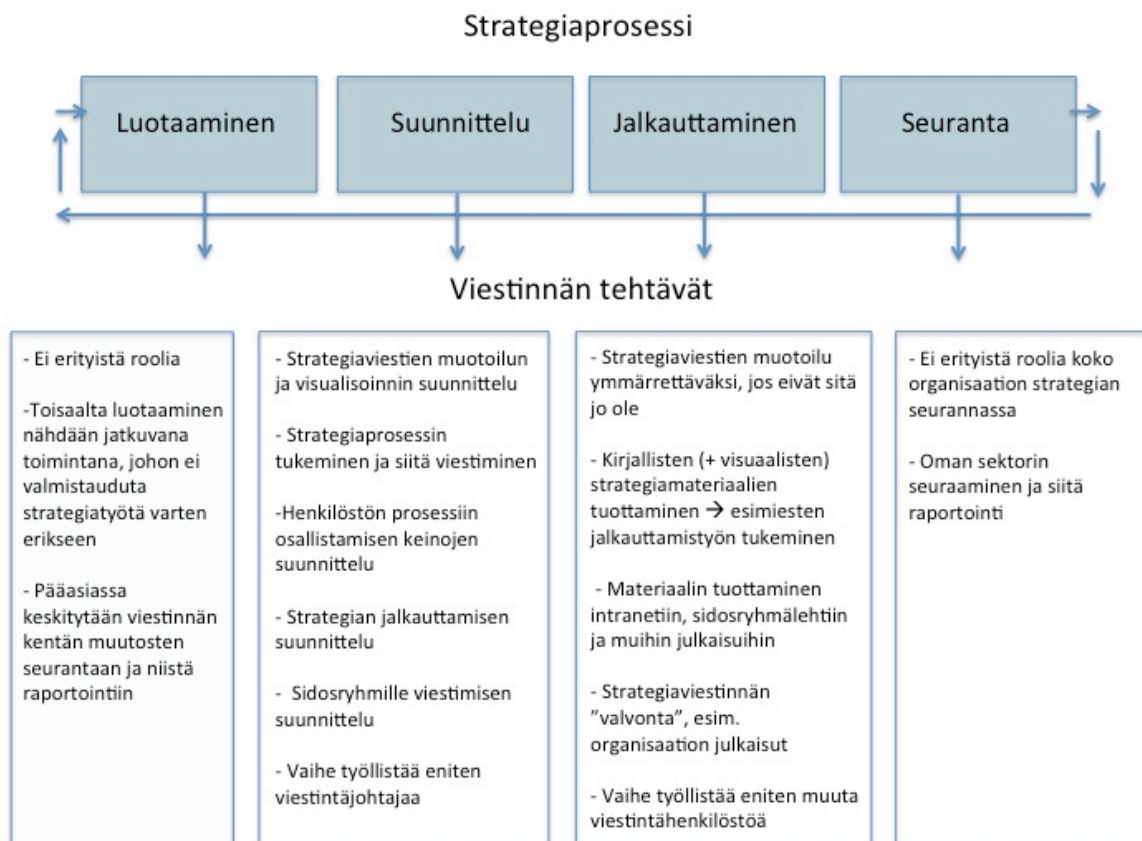 Strategiaprosessi
Luotaaminen
Suunnittelu
Jalkauttaminen
Seuranta
Viestinnän tehtävät
- Ei erityistä roolia
-Toisaalta luotaaminen
nähdään jatkuvana
toimintana, johon ei
valmistauduta
strategiatyötä varten
erikseen
- Pääasiassa
keskitytään viestinnän
kentän muutosten
seurantaan ja niistä
raportointiin
- Strategiaviestien muotoilun
ja visualisoinnin suunnittelu
- Strategiaprosessin
tukeminen ja siitä viestiminen
-Henkilöstön prosessiin
osallistamisen keinojen
suunnittelu
- Strategian jalkauttamisen
suunnittelu
- Sidosryhmille viestimisen
suunnittelu
- Vaihe työllistää eniten
viestintäjohtajaa
- Strategiaviestien muotoilu
ymmärrettäväksi, jos eivät sitä
jo ole
- Kirjallisten (+ visuaalisten)
strategiamateriaalien
tuottaminen → esimiesten
jalkauttamistyön tukeminen
- Materiaalin tuottaminen
intranetiin, sidosryhmälehtiin
ja muihin julkaisuihin
- Strategiaviestinnän
”valvonta”, esim.
organisaation julkaisut
- Vaihe työllistää eniten muuta
viestintähenkilöstöä
- Ei erityistä roolia koko
organisaation strategian
seurannassa
- Oman sektorin
seuraaminen ja siitä
raportointi